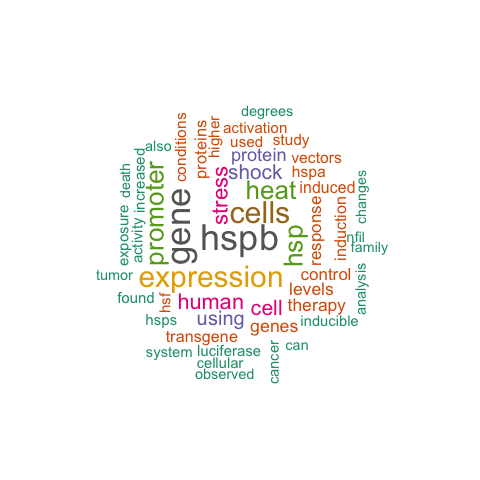 degrees
activation
used study
also
conditions
proteins
higher
protein
vectors
shock
hspa
death
increased
promoter
stress
heat
induced
changes
gene
cells
hspb
hsp
response
induction
nfil
family
exposure
activity
tumor
expression
control
analysis
found
hsf
human
cell
levels
therapy
hsps
using
genes
inducible
transgene
system
luciferase
cancer
can
cellular
observed